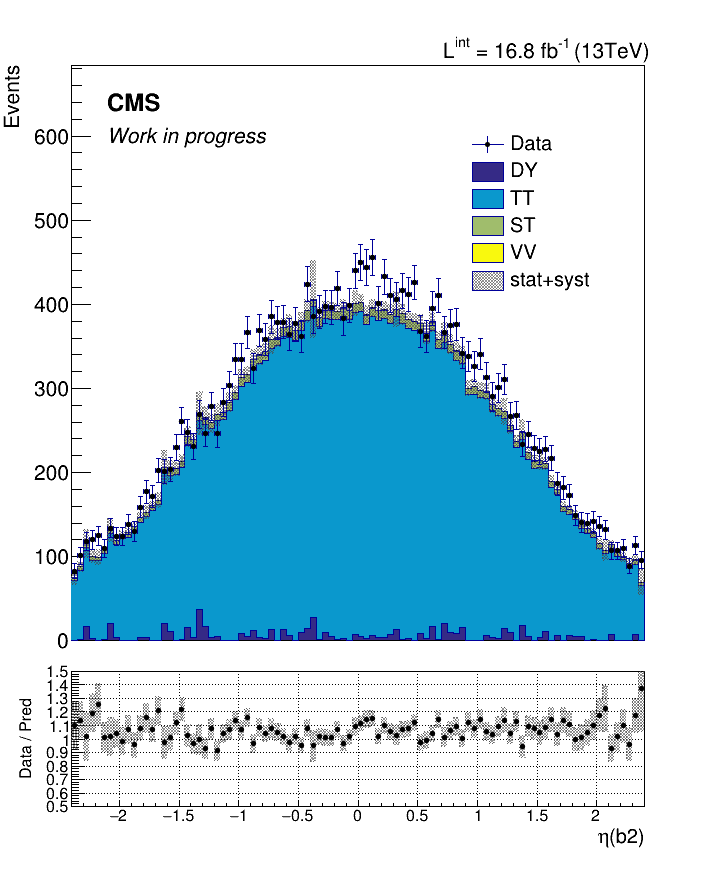 L^int = 16.8 fb^-1 (13TeV)
Events
CMS
Work in progress
Data
DY
TT
ST
VV
stat+syst
600
500
400
300
200
100
0
Data / Pred
1.5
1.4
1.3
1.2
1.1
1
0.9
0.8
0.7
0.6
0.5
−2 −1.5 −1 −0.5 0 0.5 1 1.5 2
η(b2)